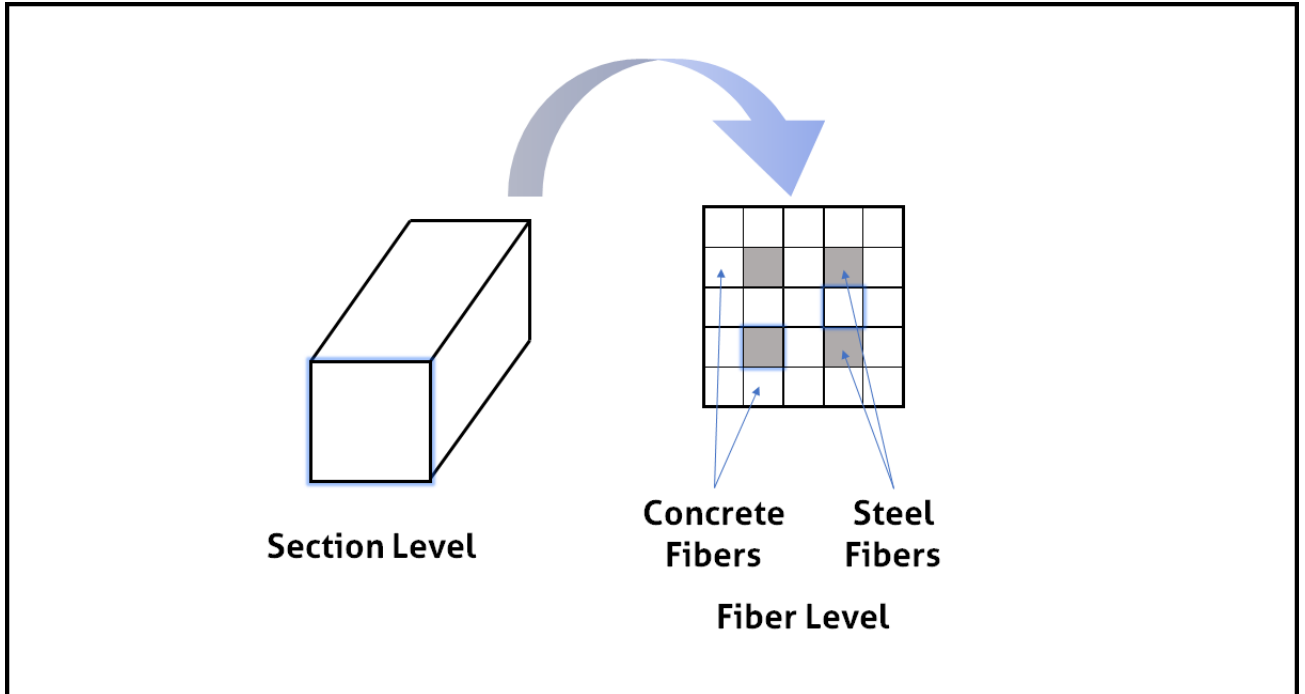 Section Level
Concrete
Fibers
Steel
Fibers
Fiber Level